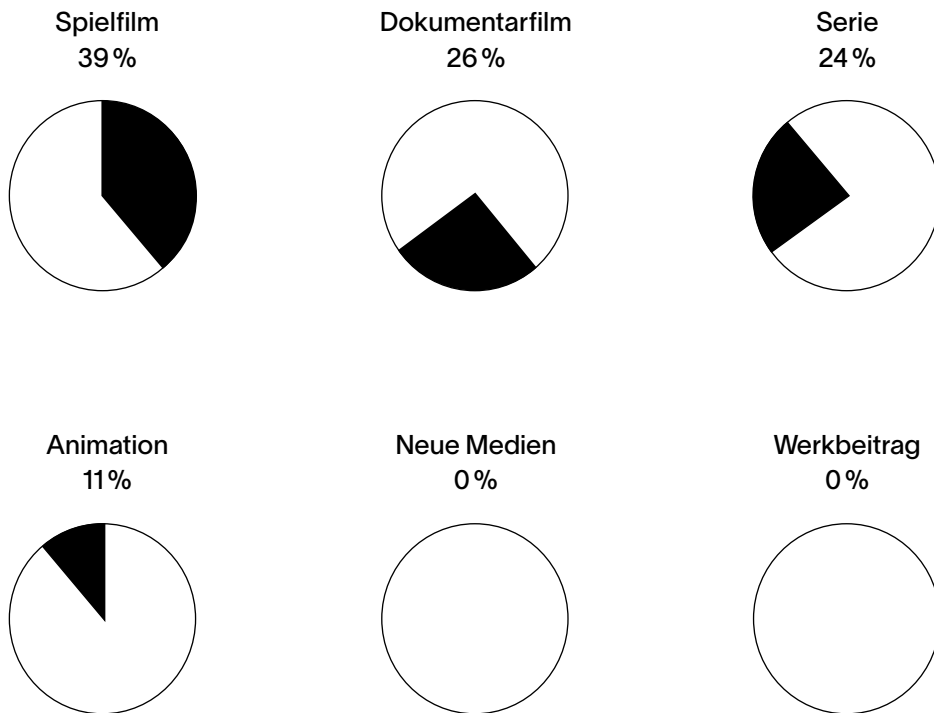 Spielfilm
39 %
Dokumentarfilm
26 %
Serie
24 %
Animation
11 %
Neue Medien
0 %
Werkbeitrag
0 %